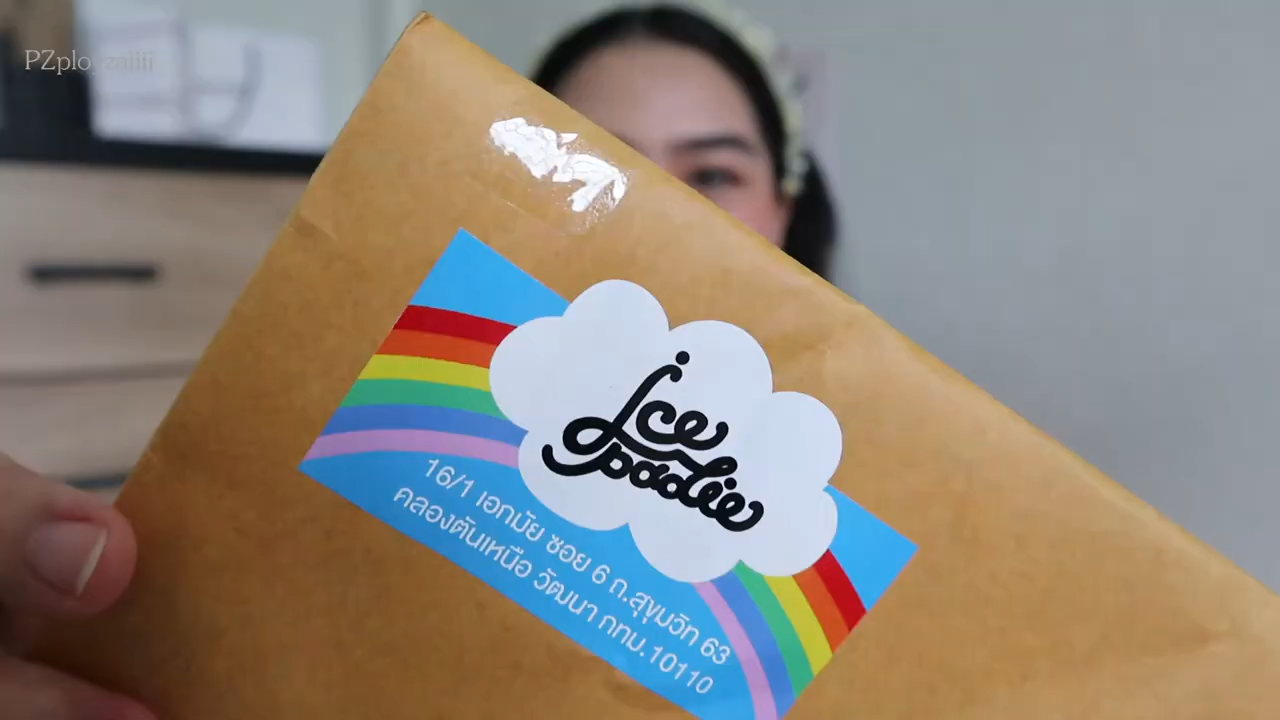 Ice
padie
16/1 เอกมัย ซอย 6 ถ.สุขุมวิท 63
คลองตันเหนือ วัฒนา กทม.10110